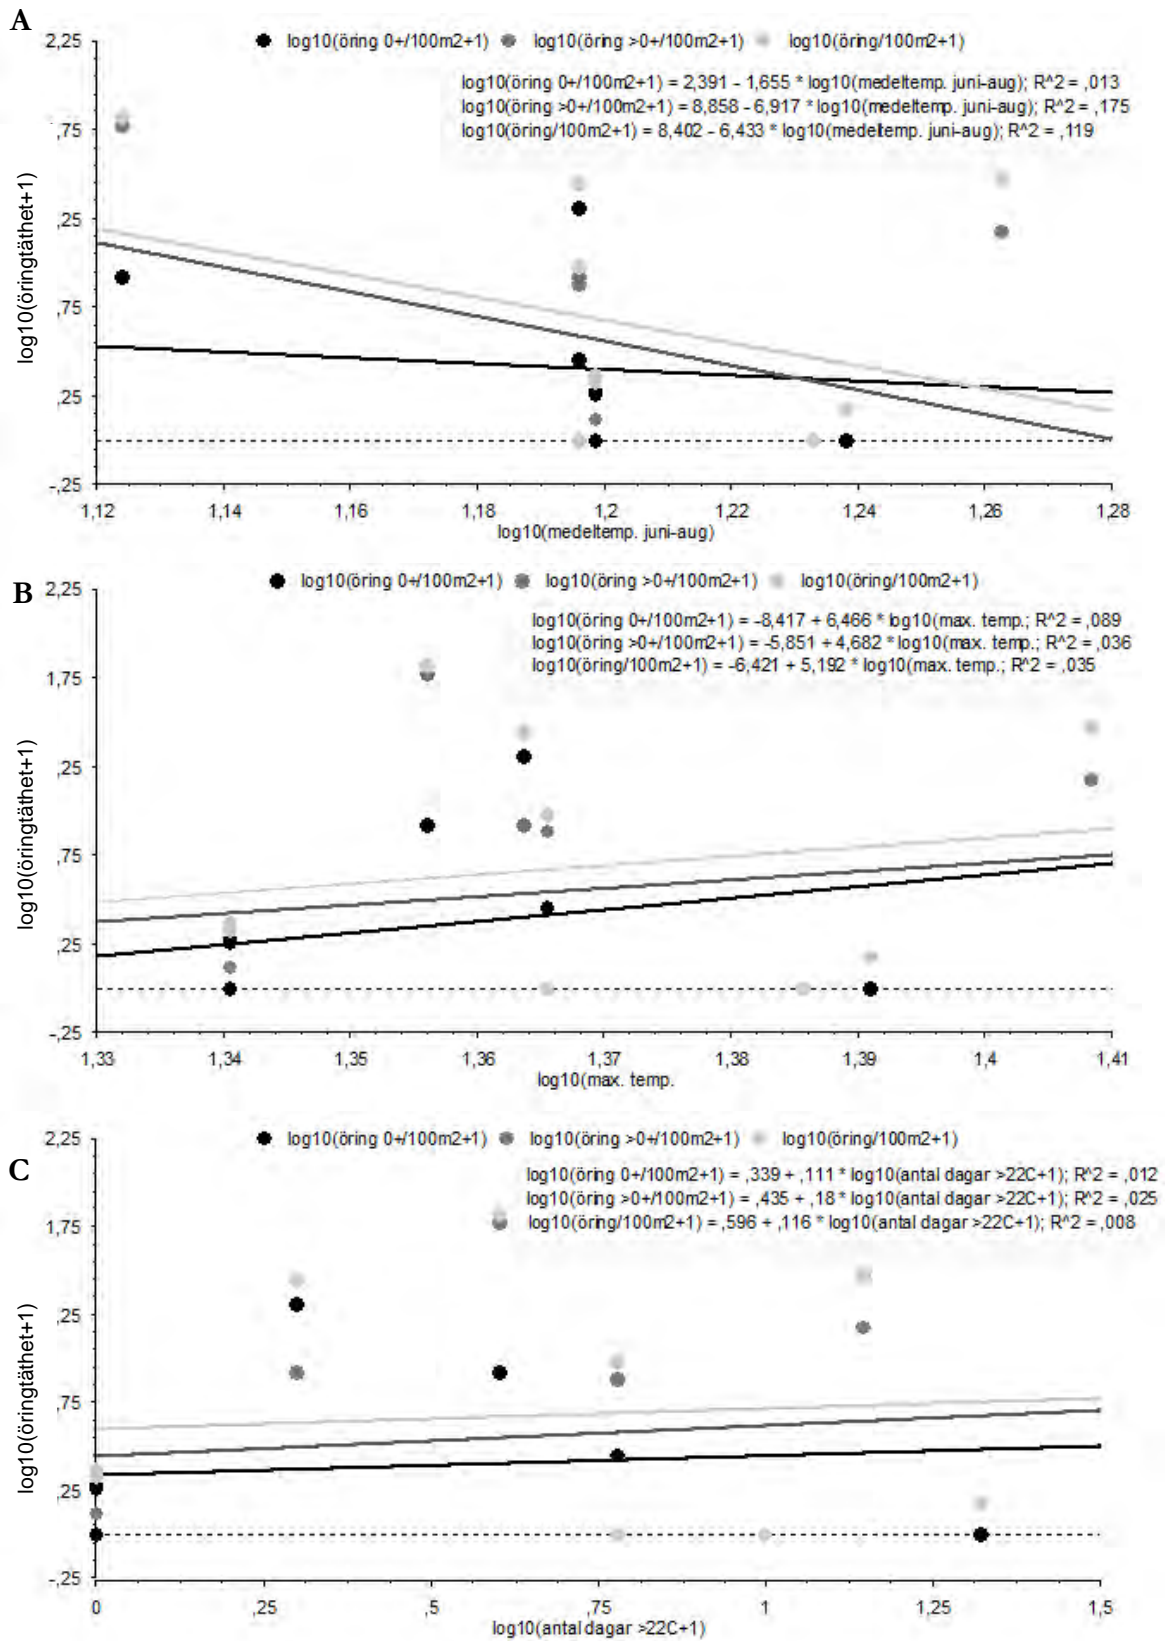 A
log10(öring 0+/100m2+1) log10(öring >0+/100m2+1) log10(öring/100m2+1)
log10(öring 0+/100m2+1) = 2,391 - 1,655 * log10(medeltemp. juni-aug); R^2 = ,013
log10(öring >0+/100m2+1) = 8,858 - 6,917 * log10(medeltemp. juni-aug); R^2 = ,175
log10(öring/100m2+1) = 8,402 - 6,433 * log10(medeltemp. juni-aug); R^2 = ,119
log10(öringtäthet+1)
2,25
,75
,25
,75
,25
-,25
1,12 1,14 1,16 1,18 1,2 1,22 1,24 1,26 1,28
log10(medeltemp. juni-aug)
B
log10(öring 0+/100m2+1) log10(öring >0+/100m2+1) log10(öring/100m2+1)
log10(öring 0+/100m2+1) = -8,417 + 6,466 * log10(max. temp.; R^2 = ,089
log10(öring >0+/100m2+1) = -5,851 + 4,682 * log10(max. temp.; R^2 = ,036
log10(öring/100m2+1) = -6,421 + 5,192 * log10(max. temp.; R^2 = ,035
log10(öringtäthet+1)
2,25
1,75
,25
,75
,25
-,25
1,33 1,34 1,35 1,36 1,37 1,38 1,39 1,4 1,41
log10(max. temp.
C
log10(öring 0+/100m2+1) log10(öring >0+/100m2+1) log10(öring/100m2+1)
log10(öring 0+/100m2+1) = ,339 + ,111 * log10(antal dagar >22C+1); R^2 = ,012
log10(öring >0+/100m2+1) = ,435 + ,18 * log10(antal dagar >22C+1); R^2 = ,025
log10(öring/100m2+1) = ,596 + ,116 * log10(antal dagar >22C+1); R^2 = ,008
log10(öringtäthet+1)
2,25
1,75
,25
,75
,25
-,25
0 ,25 ,5 ,75 1 1,25 1,5
log10(antal dagar >22C+1)